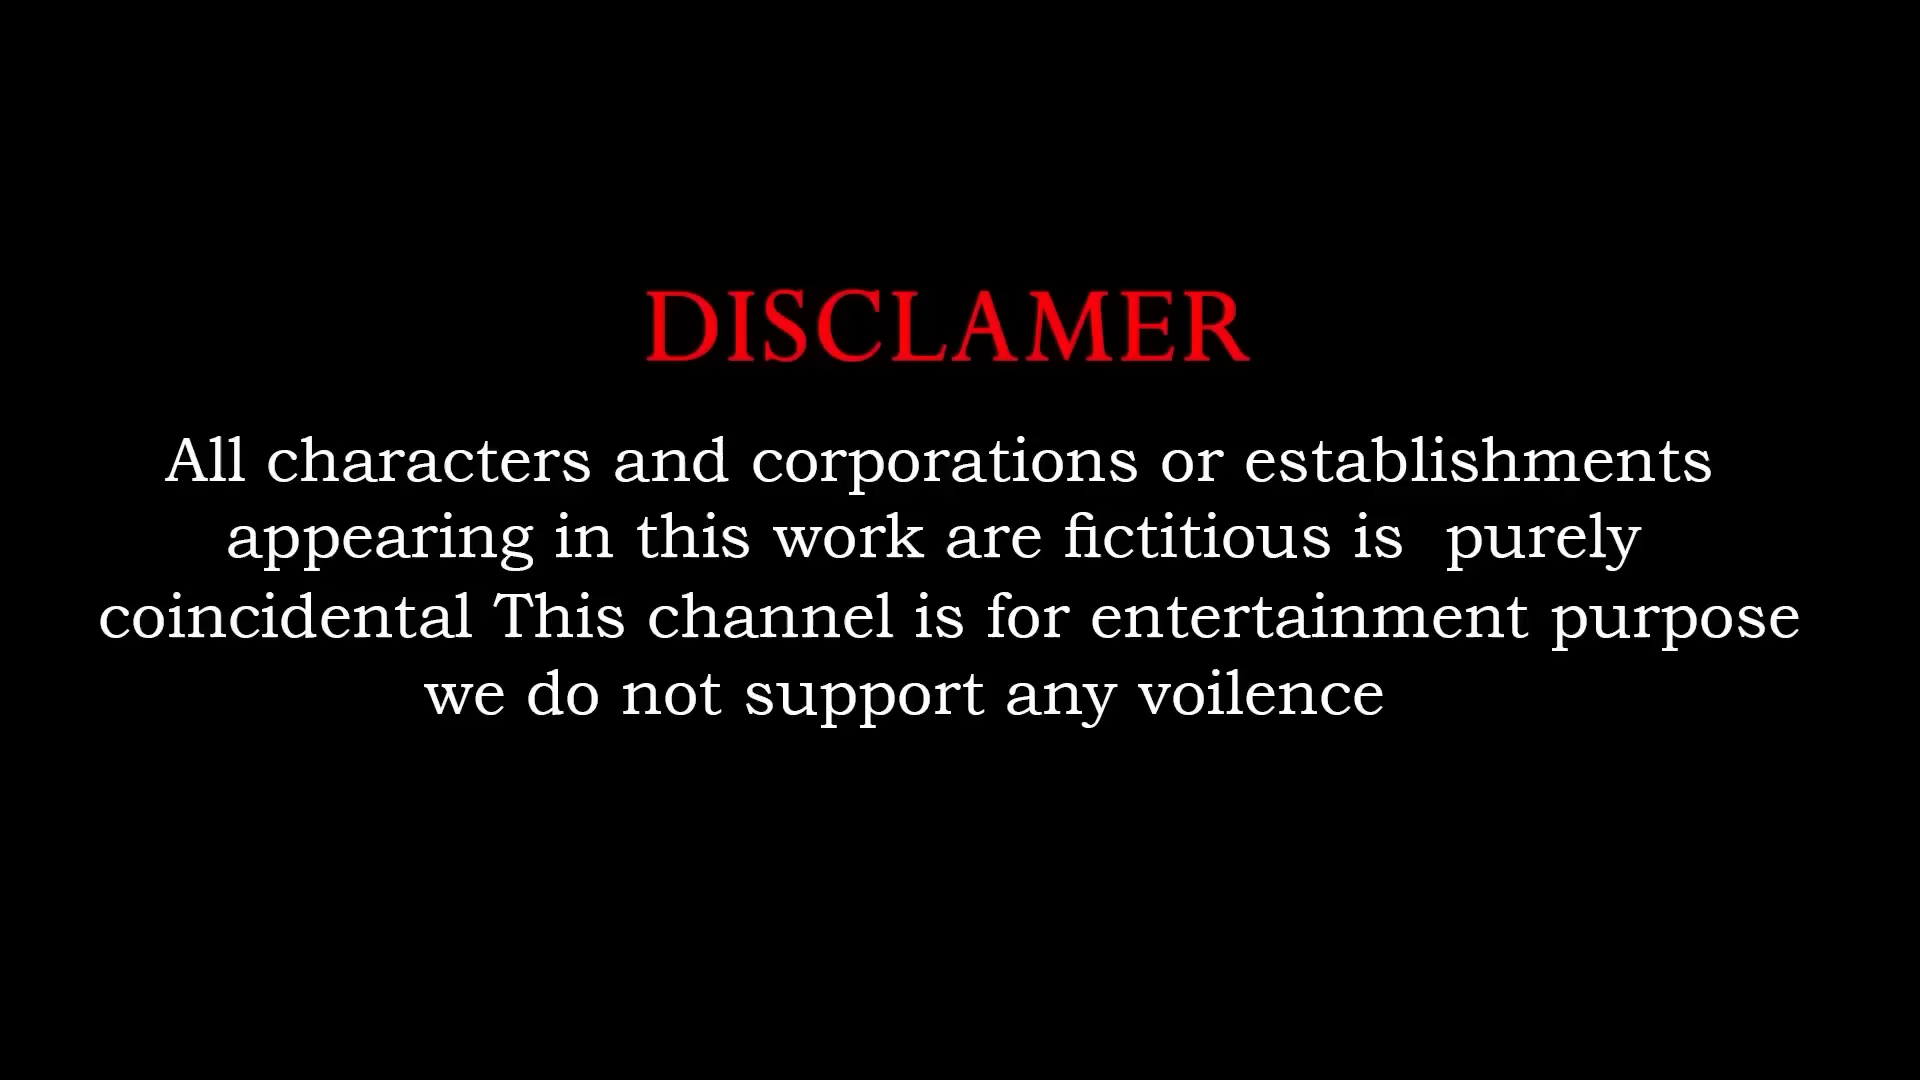 DISCLAMER
All characters and corporations or establishments
appearing in this work are fictitious is  purely
coincidental This channel is for entertainment purpose
we do not support any voilence